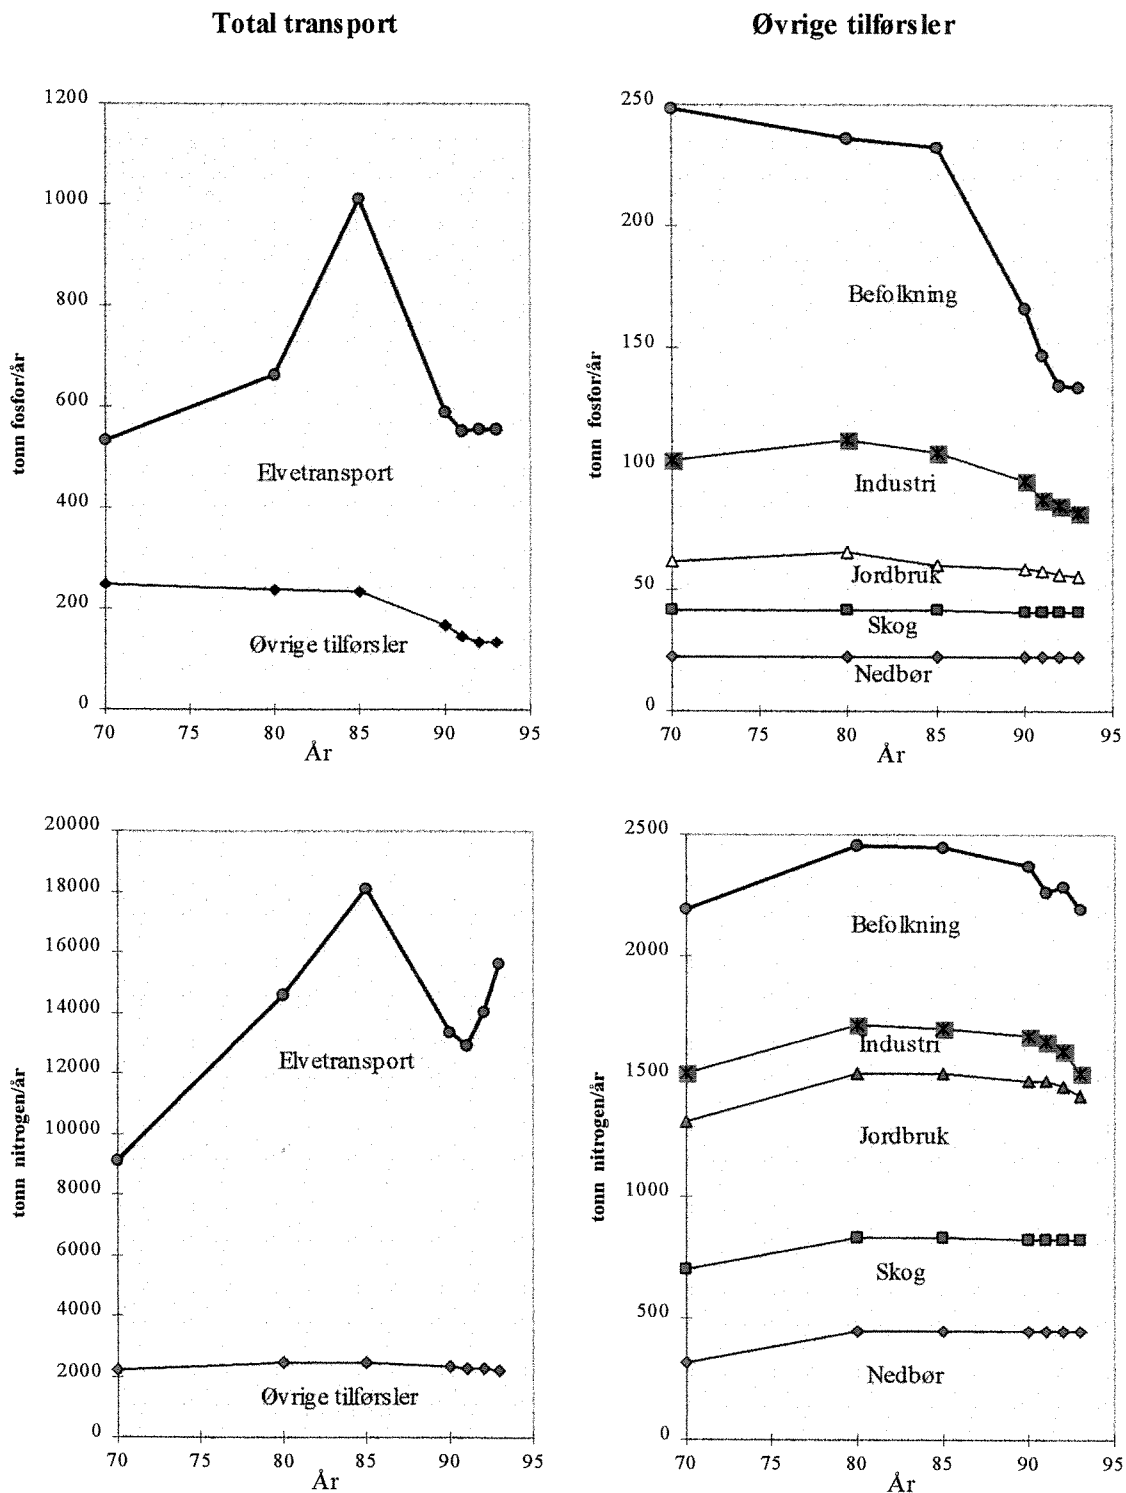 Total transport
Øvrige tilførsler
1200
1000
800
600
400
200
0
tonn fosfor/år
Elvetransport
Øvrige tilførsler
70 75 80 85 90 95
År
250
200
150
100
50
0
tonn fosfor/år
Befolkning
Industri
Jordbruk
Skog
Nedbør
70 75 80 85 90 95
År
20000
18000
16000
14000
12000
10000
8000
6000
4000
2000
0
tonn nitrogen/år
Elvetransport
Øvrige tilførsler
70 75 80 85 90 95
År
2500
2000
1500
1000
500
0
tonn nitrogen/år
Befolkning
Industri
Jordbruk
Skog
Nedbør
70 75 80 85 90 95
År